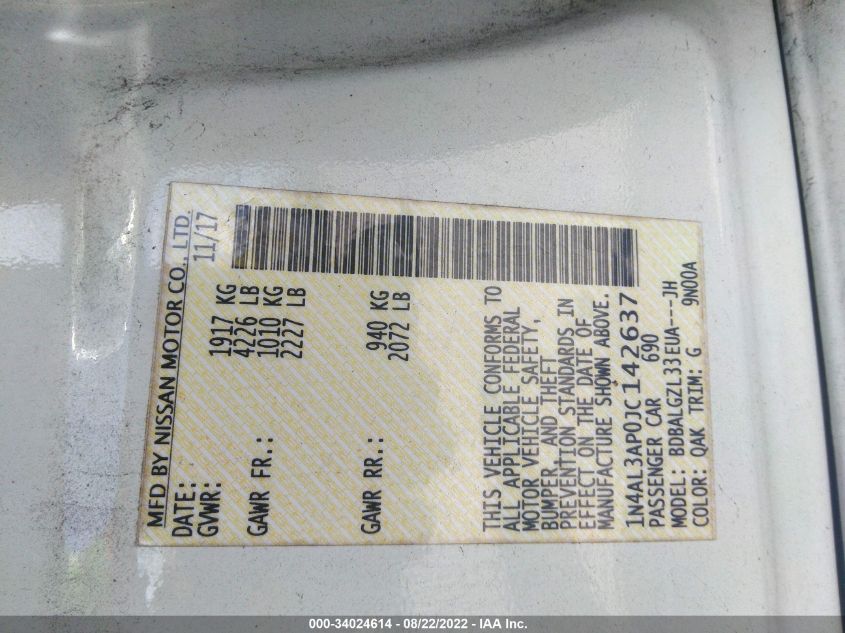 MFD BY NISSAN MOTOR CO., LTD.
DATE: 11/17
GVWR: 1917 KG
4226 LB
GAWR FR.: 1010 KG
2227 LB
GAWR RR.: 940 KG
2072 LB
THIS VEHICLE CONFORMS TO
ALL APPLICABLE FEDERAL
MOTOR VEHICLE SAFETY,
BUMPER, AND THEFT
PREVENTION STANDARDS IN
EFFECT ON THE DATE OF
MANUFACTURE SHOWN ABOVE.
1N4AL3AP0JC142637
PASSENGER CAR 690
MODEL: BDBALGZL33EUA---JH
COLOR: QAK TRIM: G 9N00A
000-34024614 - 08/22/2022 - IAA Inc.